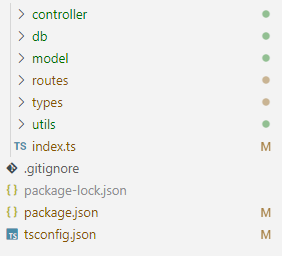 controller
db
model
routes
types
utils
TS index.ts M
.gitignore
{ } package-lock.json
{ } package.json M
TS tsconfig.json M